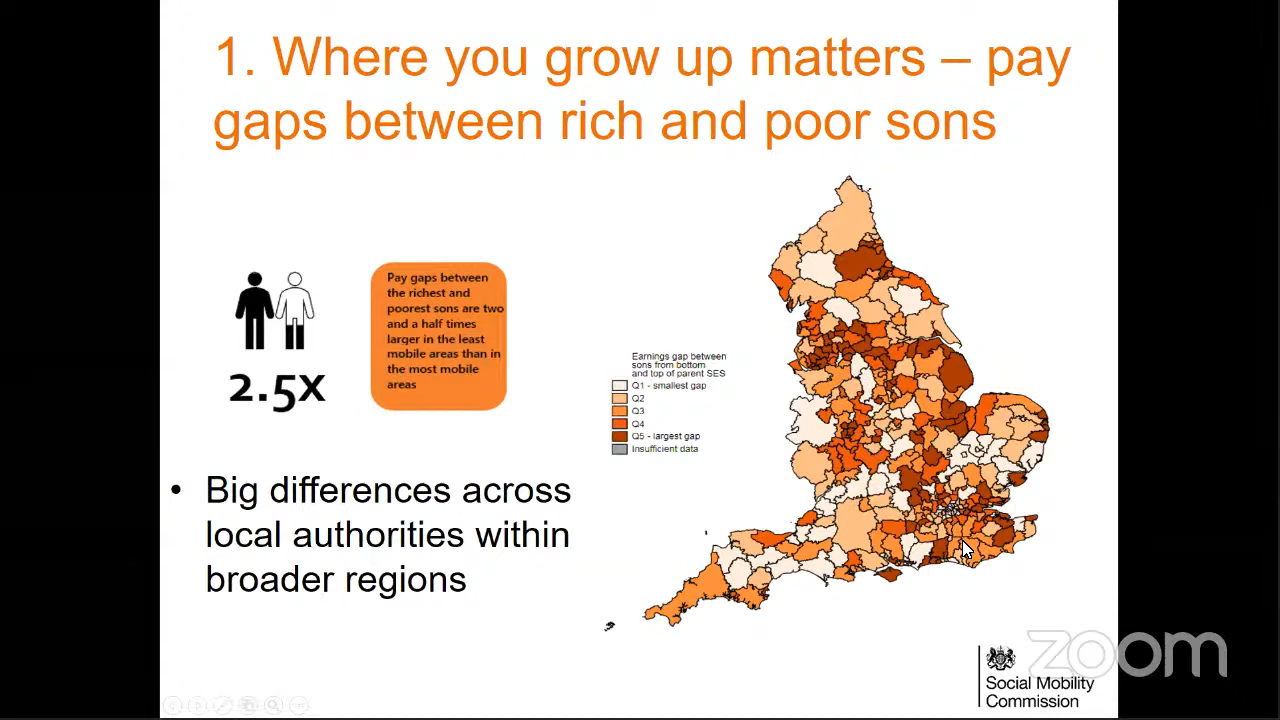 1. Where you grow up matters – pay
gaps between rich and poor sons
2.5x
Pay gaps between
the richest and
poorest sons are two
and a half times
larger in the least
mobile areas than in
the most mobile
areas
Earnings gap between
sons from bottom
and top of parent SES
Q1 - smallest gap
Q2
Q3
Q4
Q5 - largest gap
Insufficient data
• Big differences across
local authorities within
broader regions
zoom
Social Mobility
Commission